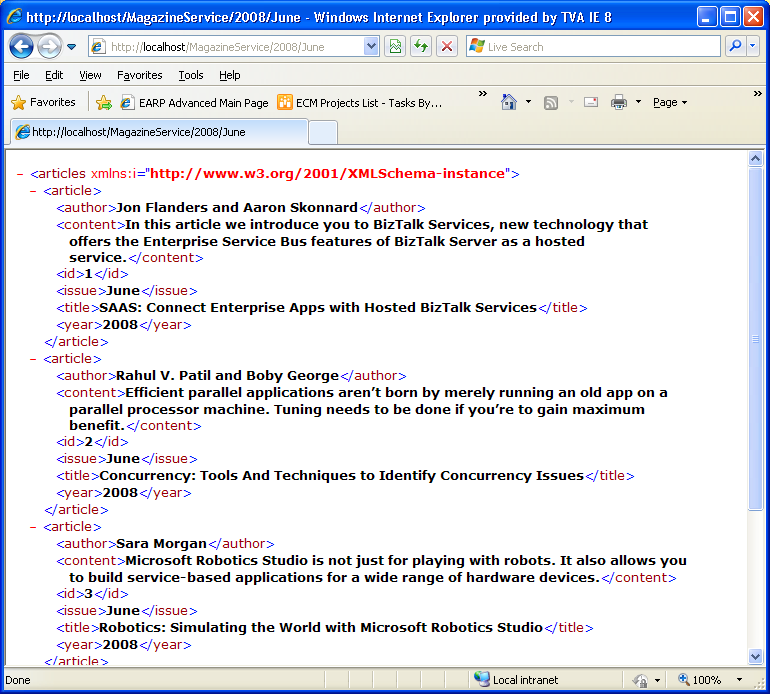 http://localhost/MagazineService/2008/June - Windows Internet Explorer provided by TVA IE 8
http://localhost/MagazineService/2008/June
Live Search
File Edit View Favorites Tools Help
Favorites EARP Advanced Main Page ECM Projects List - Tasks By... » Page »
http://localhost/MagazineService/2008/June
- <articles xmlns:i="http://www.w3.org/2001/XMLSchema-instance">
- <article>
<author>Jon Flanders and Aaron Skonnard</author>
<content>In this article we introduce you to BizTalk Services, new technology that
offers the Enterprise Service Bus features of BizTalk Server as a hosted
service.</content>
<id>1</id>
<issue>June</issue>
<title>SAAS: Connect Enterprise Apps with Hosted BizTalk Services</title>
<year>2008</year>
</article>
- <article>
<author>Rahul V. Patil and Boby George</author>
<content>Efficient parallel applications aren’t born by merely running an old app on a
parallel processor machine. Tuning needs to be done if you’re to gain maximum
benefit.</content>
<id>2</id>
<issue>June</issue>
<title>Concurrency: Tools And Techniques to Identify Concurrency Issues</title>
<year>2008</year>
</article>
- <article>
<author>Sara Morgan</author>
<content>Microsoft Robotics Studio is not just for playing with robots. It also allows you
to build service-based applications for a wide range of hardware devices.</content>
<id>3</id>
<issue>June</issue>
<title>Robotics: Simulating the World with Microsoft Robotics Studio</title>
<year>2008</year>
</article>
Done Local intranet 100%